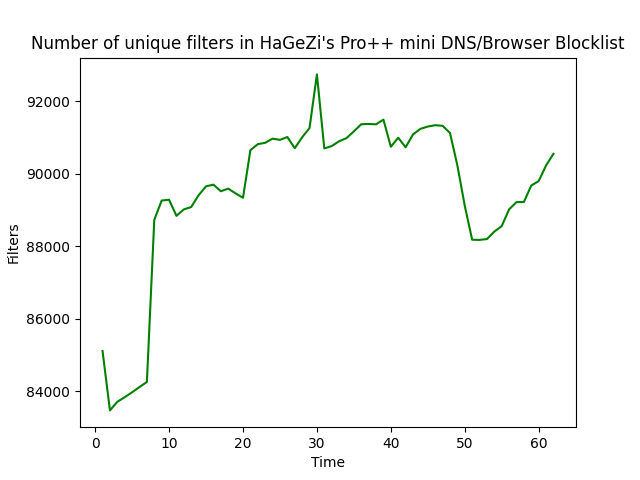 Number of unique filters in HaGeZi's Pro++ mini DNS/Browser Blocklist
92000
90000
88000
86000
84000
Filters
0 10 20 30 40 50 60
Time